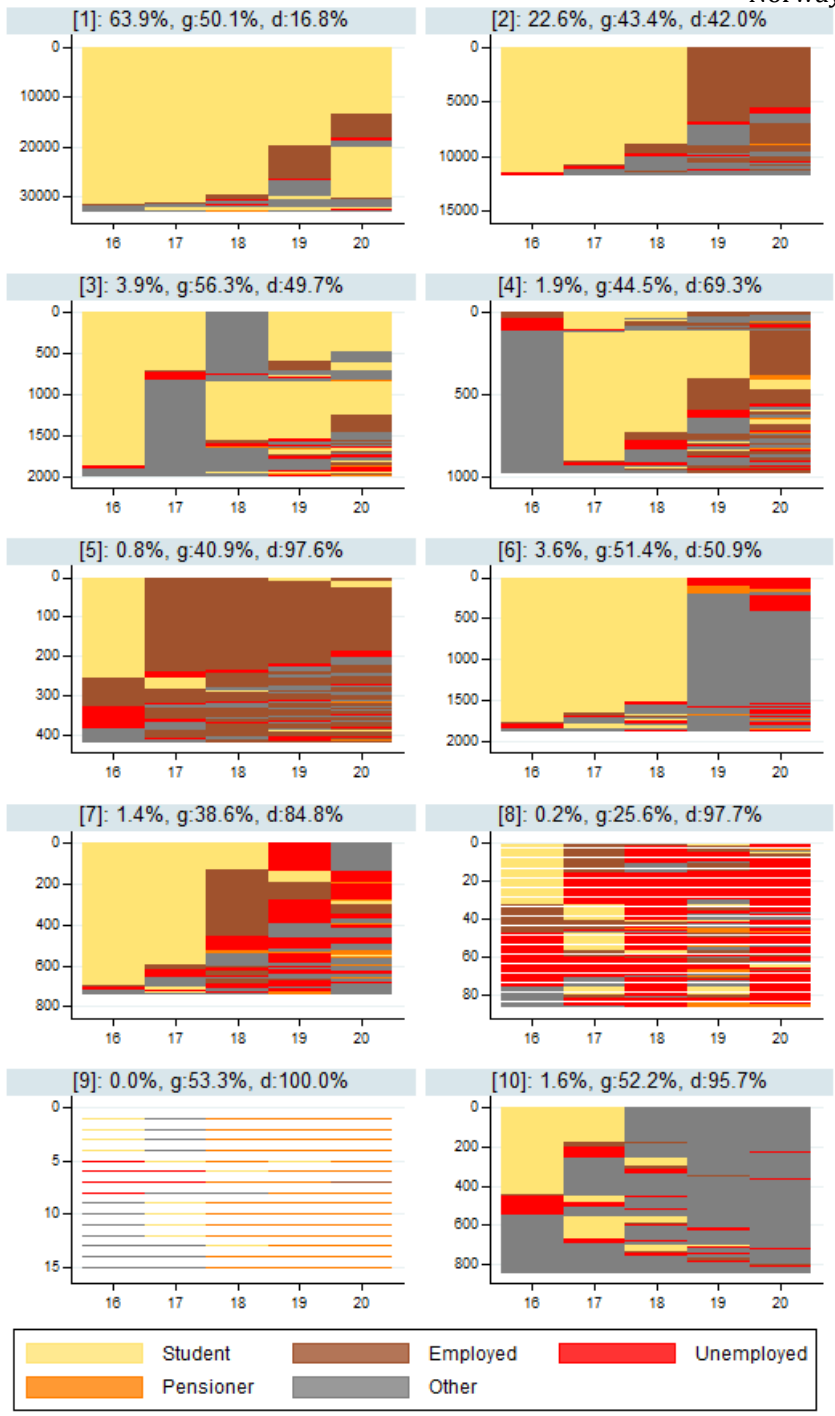 Norway
[1]: 63.9%, g:50.1%, d:16.8%
0
10000
20000
30000
16 17 18 19 20
[2]: 22.6%, g:43.4%, d:42.0%
0
5000
10000
15000
16 17 18 19 20
[3]: 3.9%, g:56.3%, d:49.7%
0
500
1000
1500
2000
16 17 18 19 20
[4]: 1.9%, g:44.5%, d:69.3%
0
500
1000
16 17 18 19 20
[5]: 0.8%, g:40.9%, d:97.6%
0
100
200
300
400
16 17 18 19 20
[6]: 3.6%, g:51.4%, d:50.9%
0
500
1000
1500
2000
16 17 18 19 20
[7]: 1.4%, g:38.6%, d:84.8%
0
200
400
600
800
16 17 18 19 20
[8]: 0.2%, g:25.6%, d:97.7%
0
20
40
60
80
16 17 18 19 20
[9]: 0.0%, g:53.3%, d:100.0%
0
5
10
15
16 17 18 19 20
[10]: 1.6%, g:52.2%, d:95.7%
0
200
400
600
800
16 17 18 19 20
Student Employed Unemployed
Pensioner Other